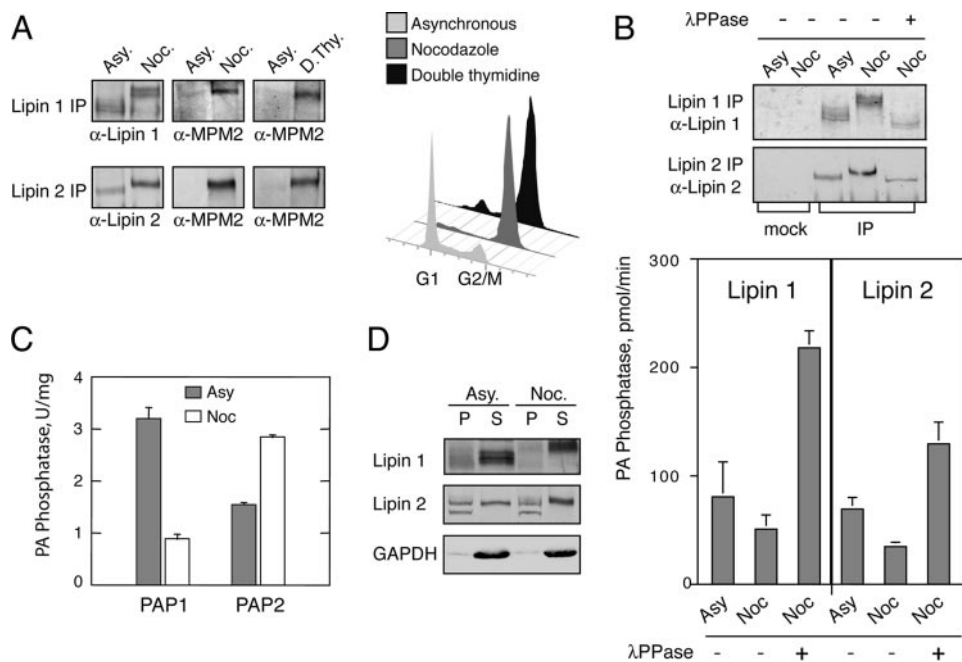 A
Asy.
Noc.
Asy.
Noc.
Asy.
D.Thy.
Lipin 1 IP
α-Lipin 1
α-MPM2
α-MPM2
Lipin 2 IP
α-Lipin 2
α-MPM2
α-MPM2
Asynchronous
Nocodazole
Double thymidine
G1
G2/M
B
λPPase
- - - - +
Asy
Noc
Asy
Noc
Noc
Lipin 1 IP
α-Lipin 1
Lipin 2 IP
α-Lipin 2
mock
IP
PA Phosphatase, pmol/min
300
200
100
0
Lipin 1
Lipin 2
Asy
Noc
Noc
Asy
Noc
Noc
λPPase
- - + - - +
C
PA Phosphatase, U/mg
4
3
2
1
0
Asy
Noc
PAP1
PAP2
D
Asy.
Noc.
P S P S
Lipin 1
Lipin 2
GAPDH